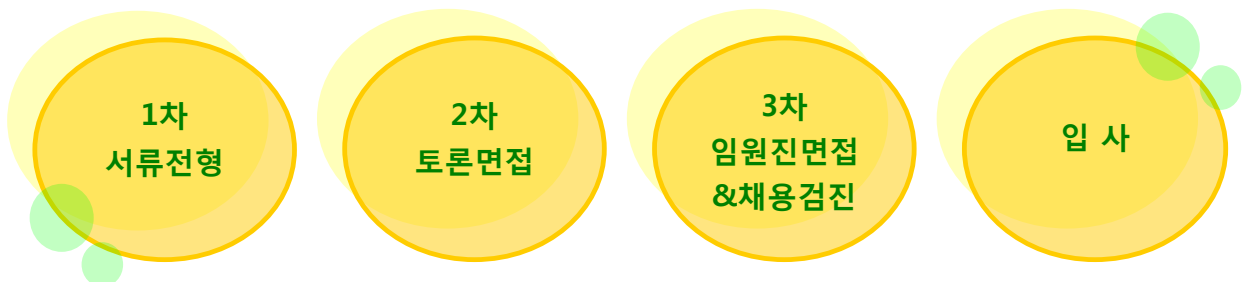 1차
서류전형
2차
토론면접
3차
임원진면접
&채용검진
입 사